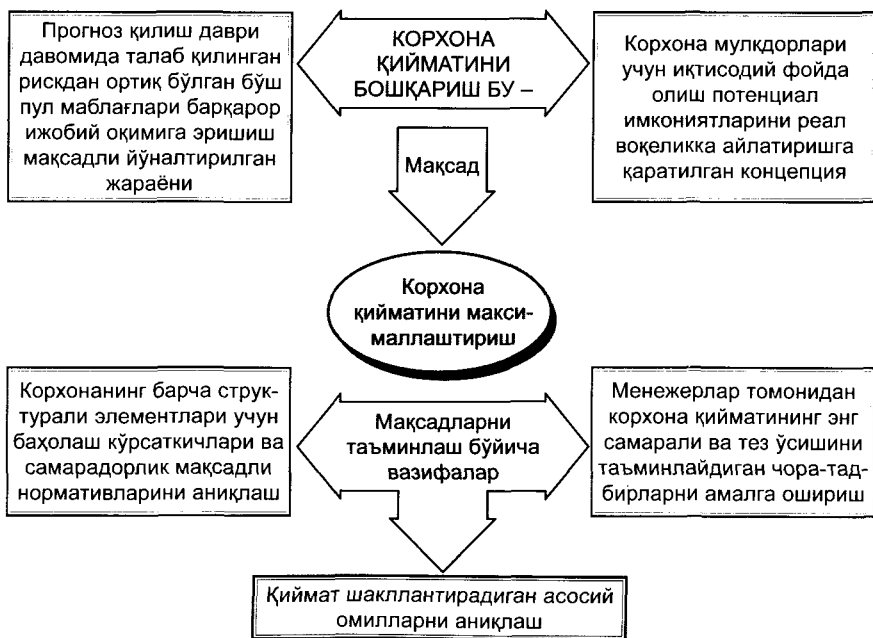 Прогноз қилиш даври
давомида талаб қилинган
рискдан ортиқ бўлган бўш
пул маблағлари барқарор
ижобий оқимига эришиш
мақсадли йўналтирилган
жараёни
КОРХОНА
ҚИЙМАТИНИ
БОШҚАРИШ БУ –
Корхона мулкдорлари
учун иқтисодий фойда
олиш потенциал
имкониятларини реал
воқеликка айлатиришга
қаратилган концепция
Мақсад
Корхона
қийматини макси-
маллаштириш
Корхонанинг барча струк-
турали элементлари учун
баҳолаш кўрсаткичлари ва
самарадорлик мақсадли
нормативларини аниқлаш
Мақсадларни
таъминлаш бўйича
вазифалар
Менежерлар томонидан
корхона қийматининг энг
самарали ва тез ўсишини
таъминлайдиган чора-тад-
бирларни амалга ошириш
Қиймат шакллантирадиган асосий
омилларни аниқлаш